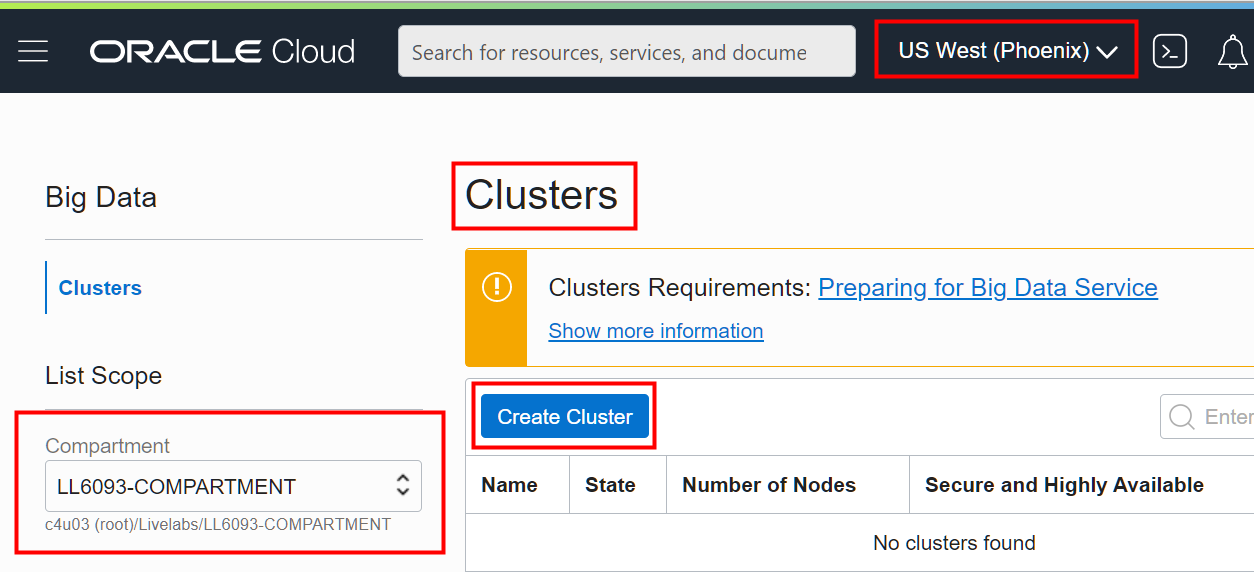 ORACLE Cloud
Search for resources, services, and docume
US West (Phoenix)
Big Data
Clusters
List Scope
Compartment
LL6093-COMPARTMENT
c4u03 (root)/Livelabs/LL6093-COMPARTMENT
Clusters
Clusters Requirements: Preparing for Big Data Service
Show more information
Create Cluster
Enter
Name State Number of Nodes Secure and Highly Available
No clusters found